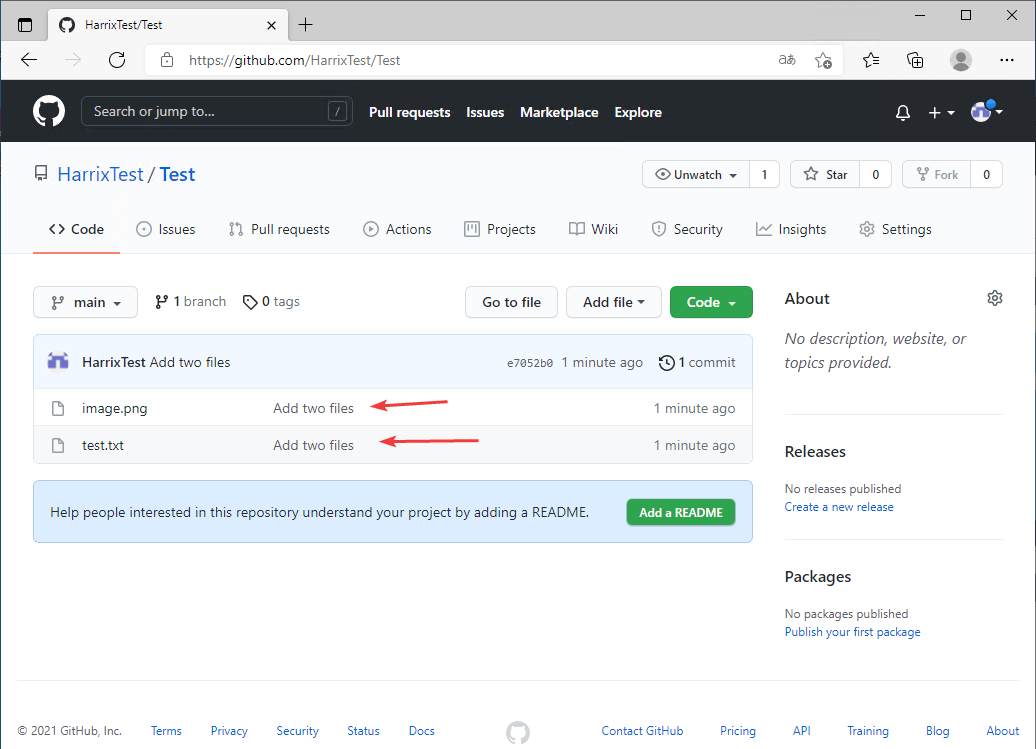 HarrixTest/Test
https://github.com/HarrixTest/Test
aあ
Search or jump to... /
Pull requests Issues Marketplace Explore
HarrixTest / Test
Unwatch 1 Star 0 Fork 0
Code Issues Pull requests Actions Projects Wiki Security Insights Settings
main 1 branch 0 tags Go to file Add file Code
HarrixTest Add two files e7052b0 1 minute ago 1 commit
image.png Add two files 1 minute ago
test.txt Add two files 1 minute ago
Help people interested in this repository understand your project by adding a README. Add a README
About
No description, website, or
topics provided.
Releases
No releases published
Create a new release
Packages
No packages published
Publish your first package
© 2021 GitHub, Inc. Terms Privacy Security Status Docs Contact GitHub Pricing API Training Blog About